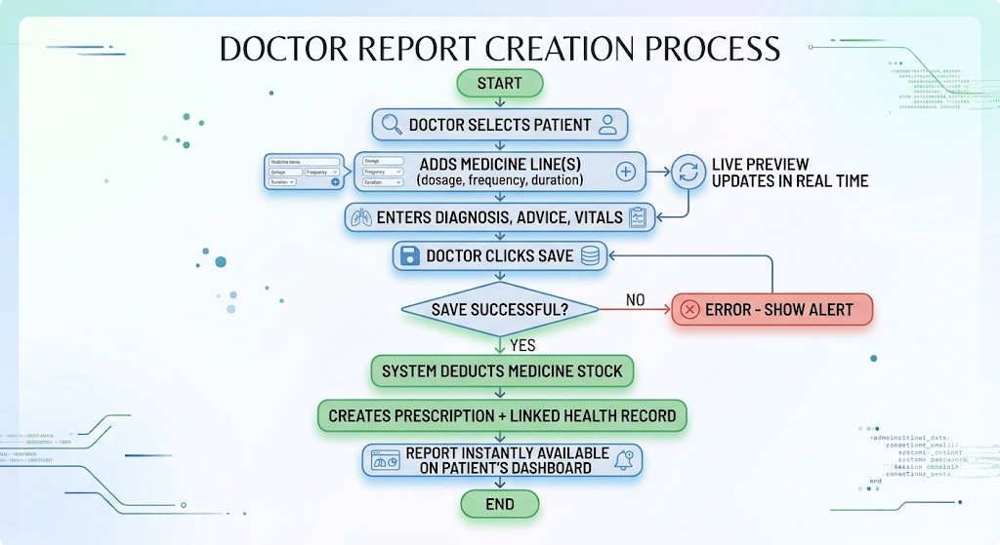 DOCTOR REPORT CREATION PROCESS
START
DOCTOR SELECTS PATIENT
Medicine name
Dosage
Frequency
Duration
Dosage
Frequency
Duration
ADDS MEDICINE LINE(S)
(dosage, frequency, duration)
LIVE PREVIEW
UPDATES IN REAL TIME
ENTERS DIAGNOSIS, ADVICE, VITALS
DOCTOR CLICKS SAVE
SAVE SUCCESSFUL?
NO
ERROR - SHOW ALERT
YES
SYSTEM DEDUCTS MEDICINE STOCK
CREATES PRESCRIPTION + LINKED HEALTH RECORD
REPORT INSTANTLY AVAILABLE
ON PATIENT'S DASHBOARD
END
end